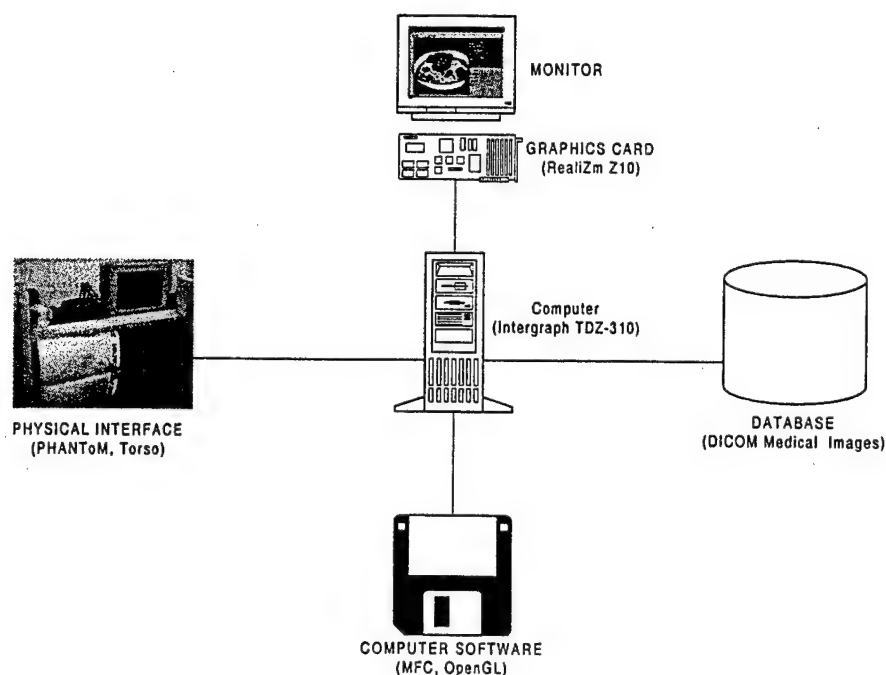 MONITOR
GRAPHICS CARD
(RealiZm Z10)
Computer
(Intergraph TDZ-310)
PHYSICAL INTERFACE
(PHANToM, Torso)
DATABASE
(DICOM Medical Images)
COMPUTER SOFTWARE
(MFC, OpenGL)